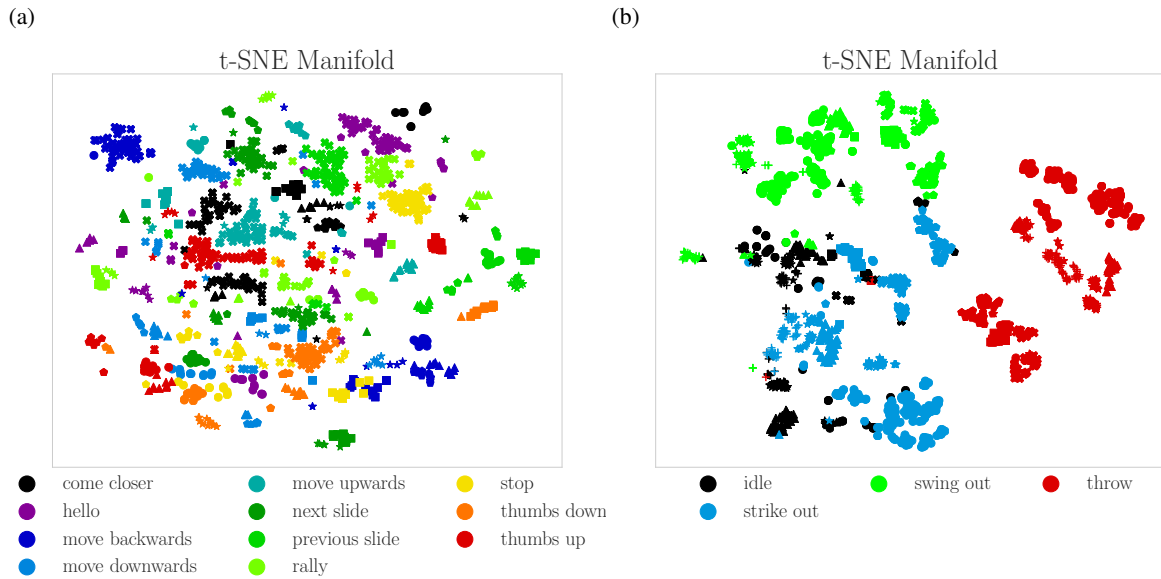 (a)
(b)
t-SNE Manifold
t-SNE Manifold
come closer
hello
move backwards
move downwards
move upwards
next slide
previous slide
rally
stop
thumbs down
thumbs up
idle
strike out
swing out
throw